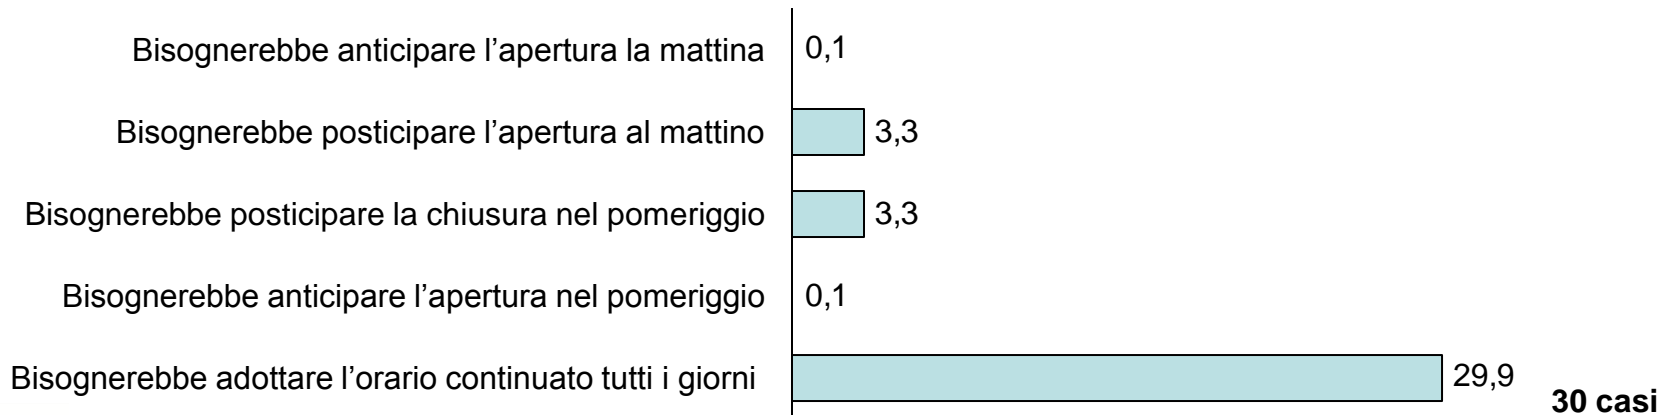 Bisognerebbe anticipare l’apertura la mattina 0,1
Bisognerebbe posticipare l’apertura al mattino 3,3
Bisognerebbe posticipare la chiusura nel pomeriggio 3,3
Bisognerebbe anticipare l’apertura nel pomeriggio 0,1
Bisognerebbe adottare l’orario continuato tutti i giorni 29,9
30 casi